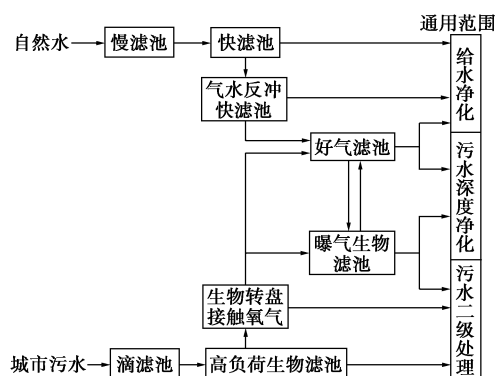 通用范围
自然水
慢滤池
快滤池
给水净化
气水反冲
快滤池
好气滤池
污水深度净化
曝气生物
滤池
生物转盘
接触氧气
污水二级处理
城市污水
滴滤池
高负荷生物滤池